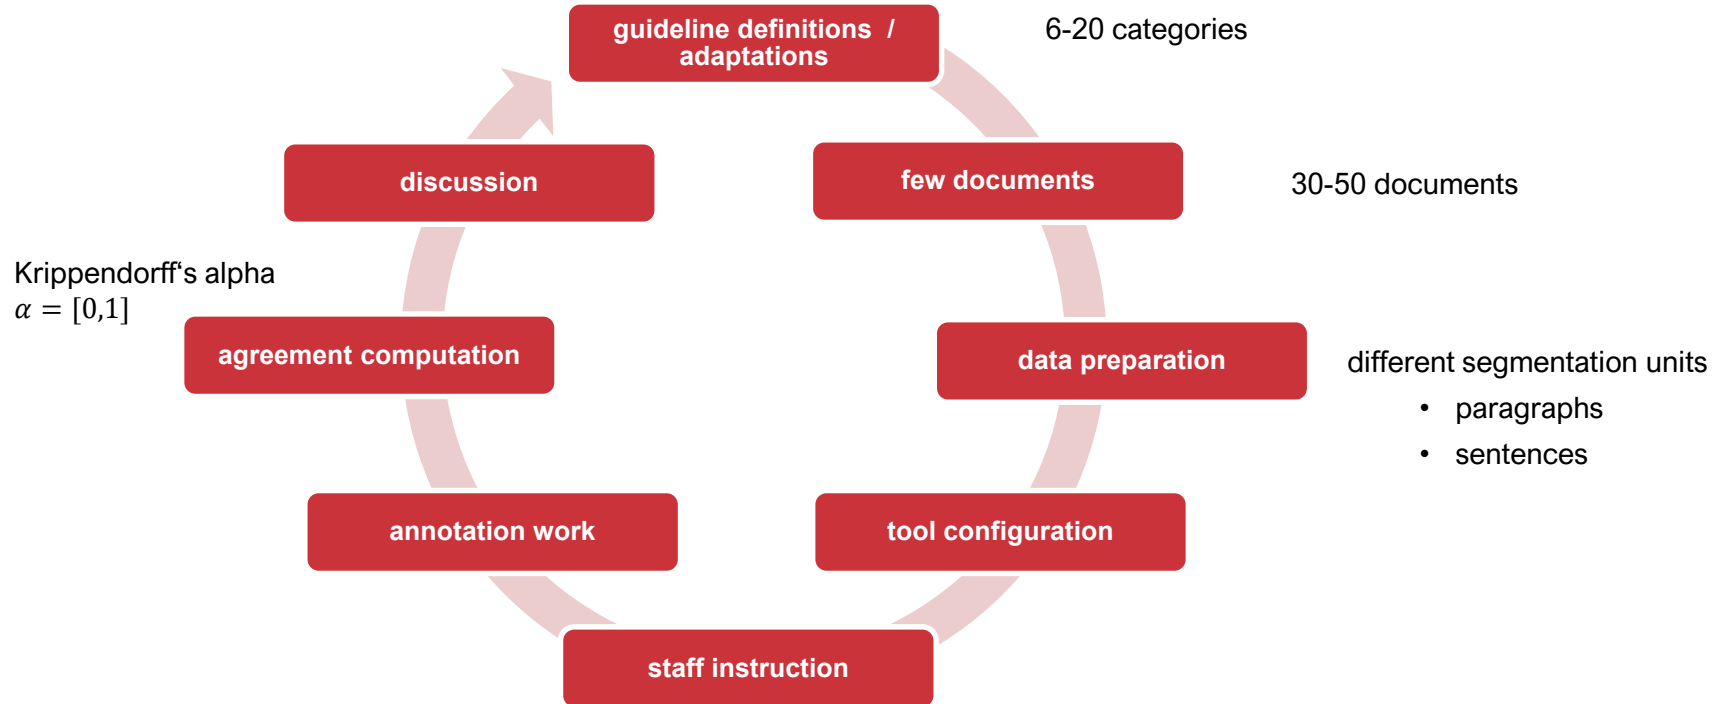 guideline definitions /
adaptations
6-20 categories
few documents
30-50 documents
data preparation
different segmentation units
• paragraphs
• sentences
tool configuration
staff instruction
annotation work
agreement computation
Krippendorff‘s alpha
𝛼 = [0,1]
discussion